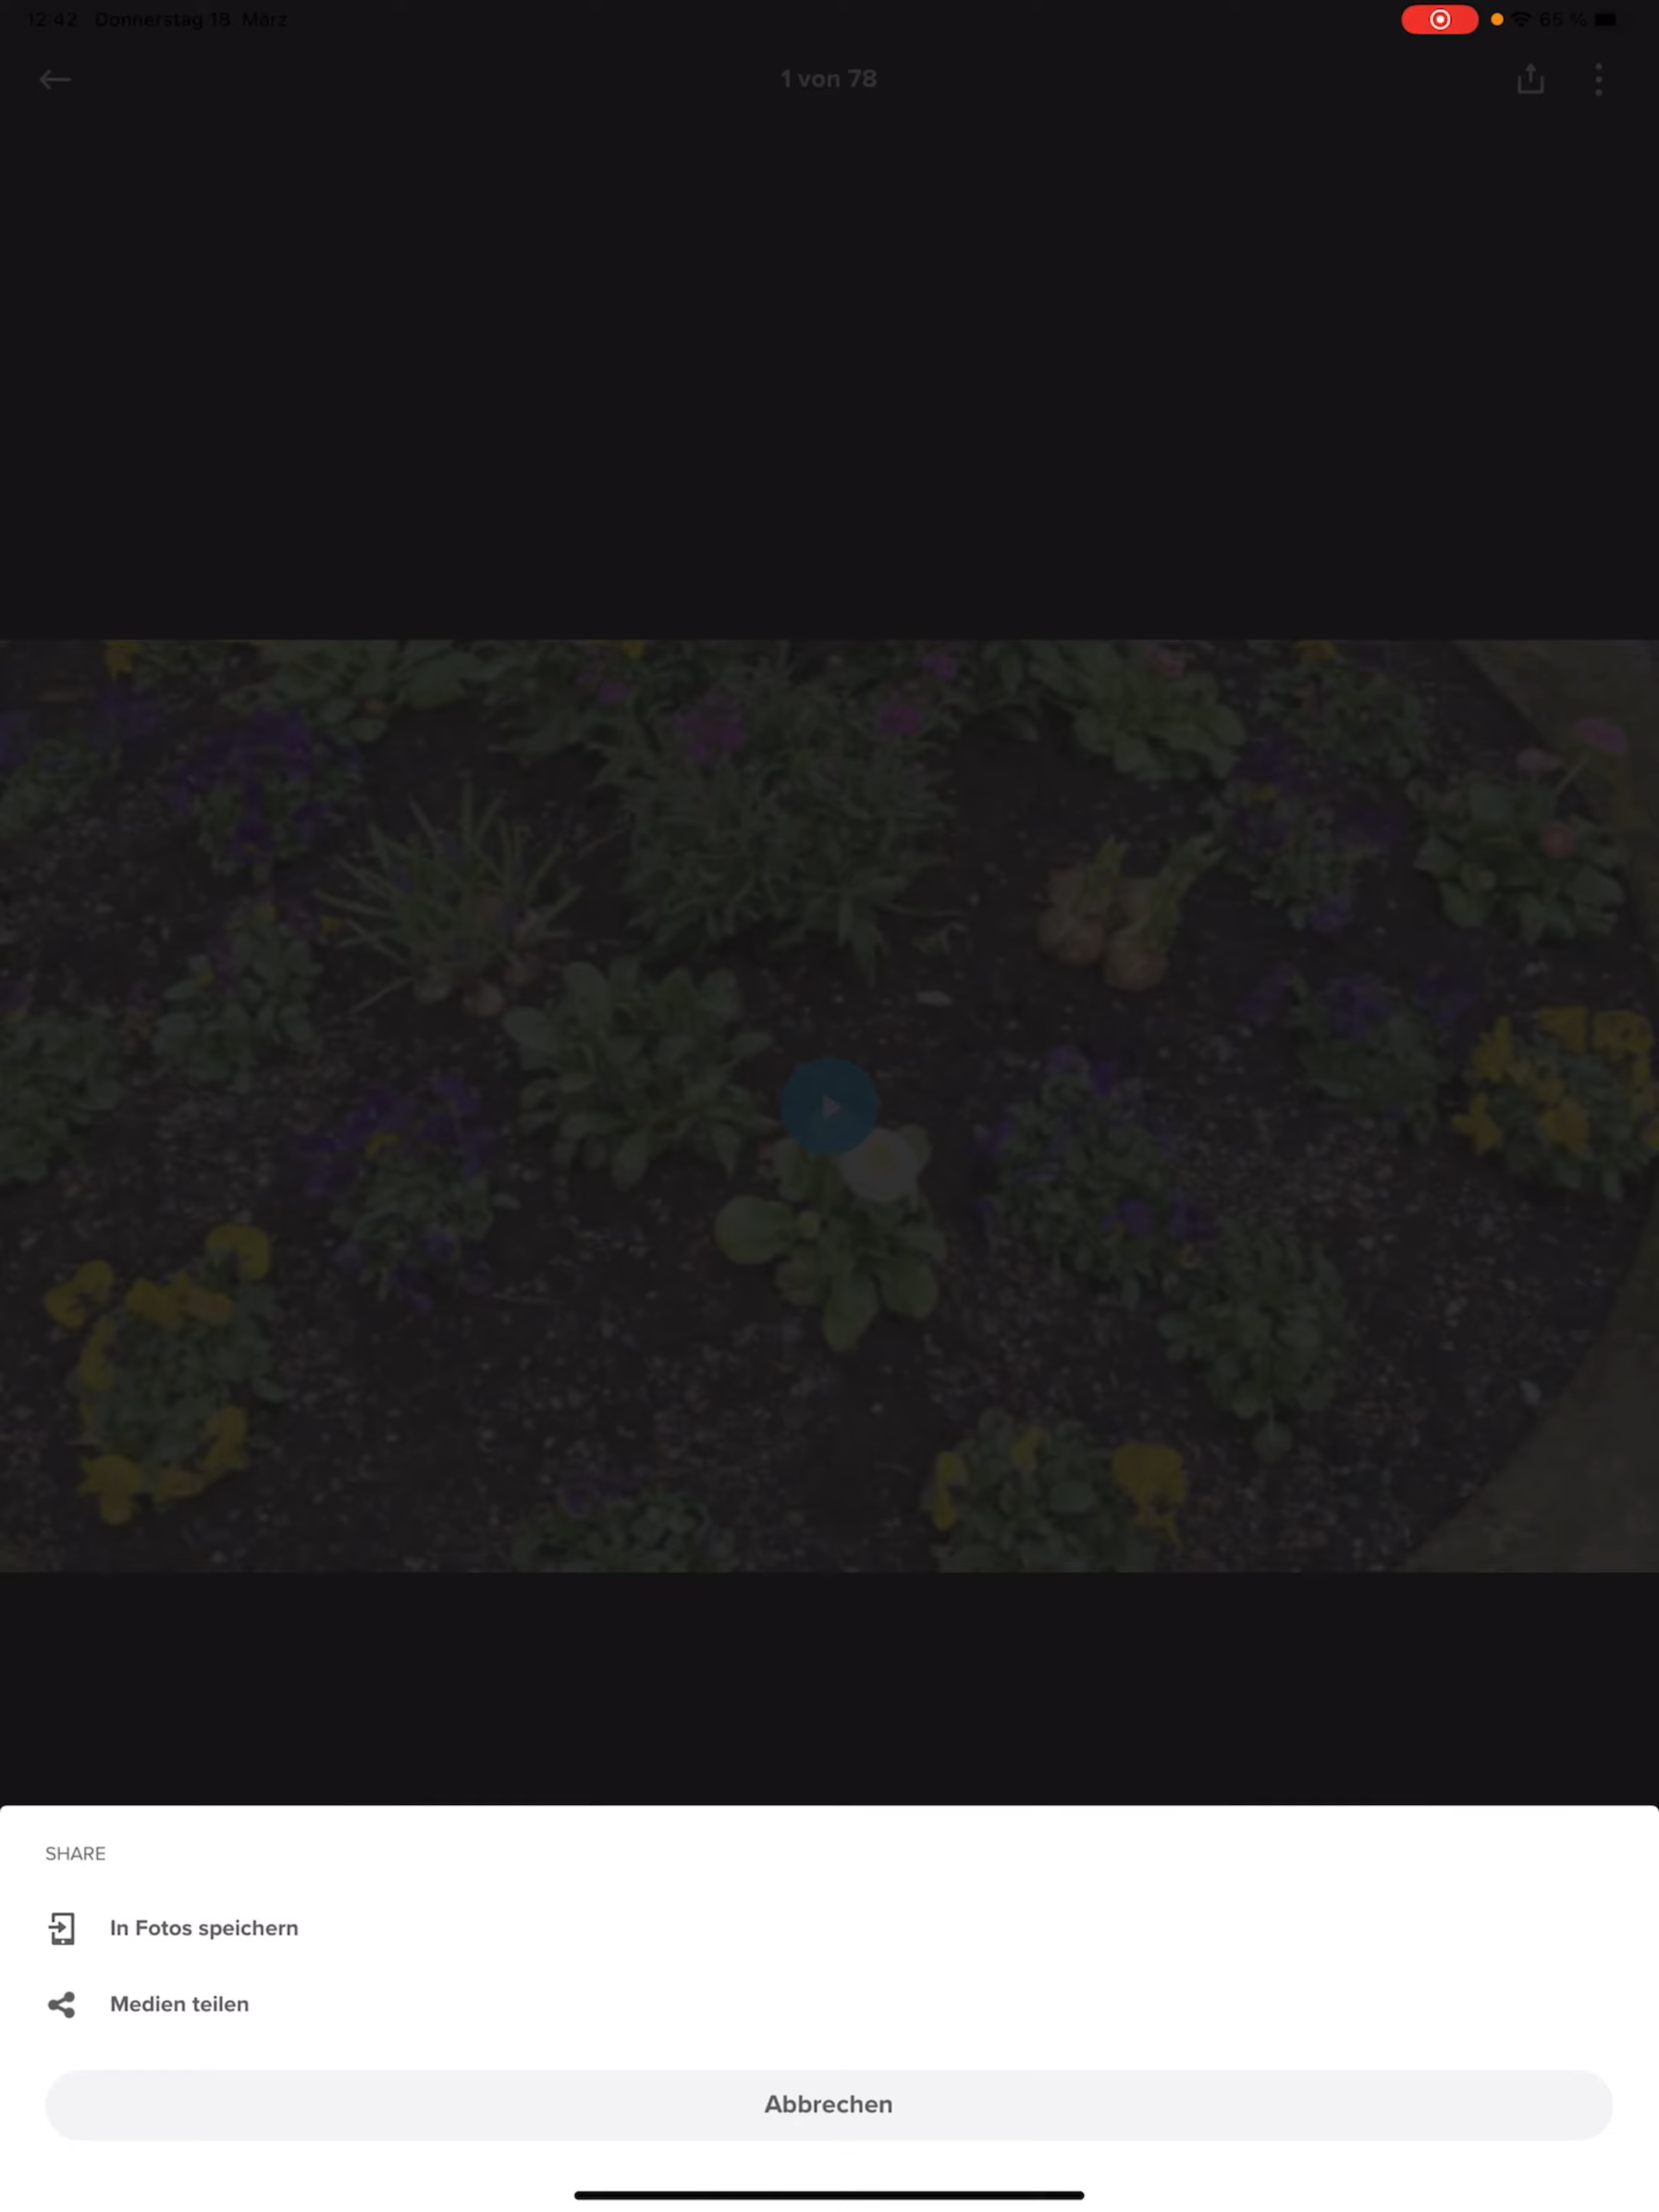 12:42 Donnerstag 18. März
65 %
1 von 78
SHARE
In Fotos speichern
Medien teilen
Abbrechen